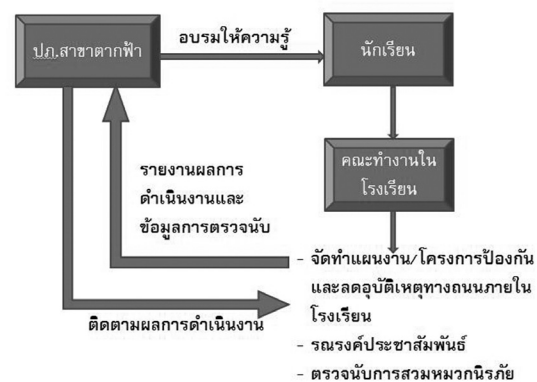 ปภ.สาขาตากฟ้า
อบรมให้ความรู้
นักเรียน
คณะทำงานใน
โรงเรียน
รายงานผลการ
ดำเนินงานและ
ข้อมูลการตรวจนับ
- จัดทำแผนงาน/โครงการป้องกัน
และลดอุบัติเหตุทางถนนภายใน
โรงเรียน
- รณรงค์ประชาสัมพันธ์
- ตรวจนับการสวมหมวกนิรภัย
ติดตามผลการดำเนินงาน